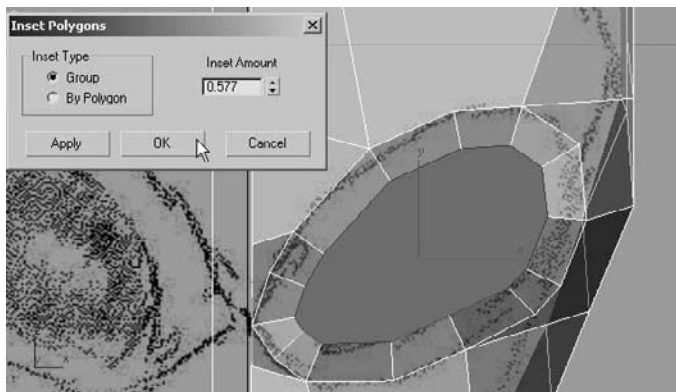 Inset Polygons
Inset Type
Group
By Polygon
Inset Amount
0.577
Apply
OK
Cancel
y
x